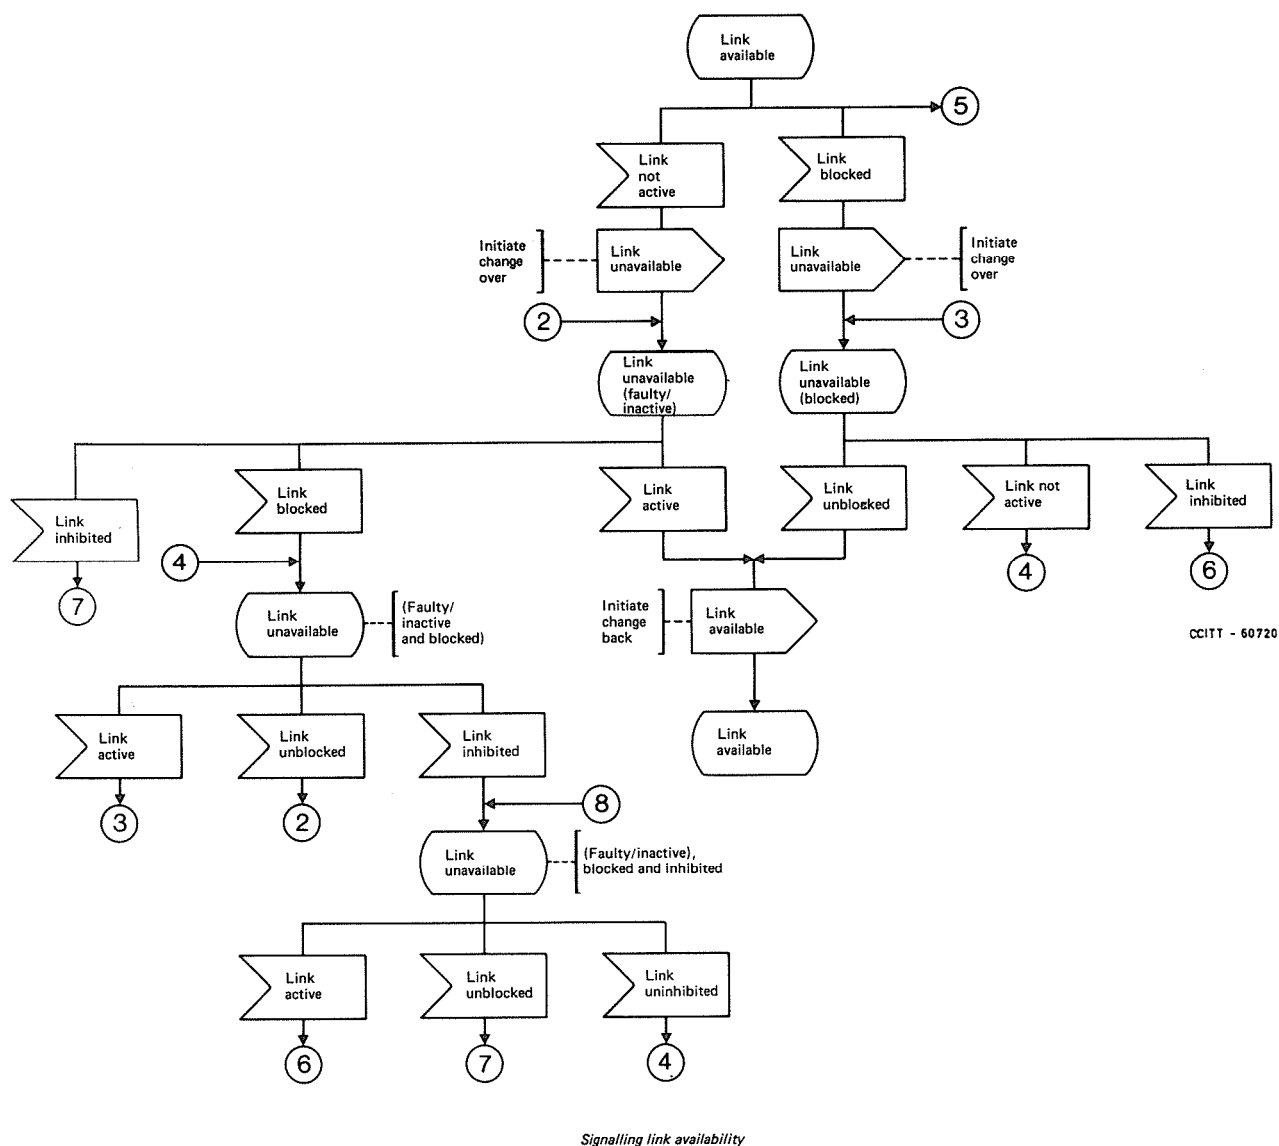 Link
available
5
Link
not
active
Link
blocked
Initiate
change
over
Link
unavailable
Link
unavailable
Initiate
change
over
2
3
Link
unavailable
(faulty/
inactive)
Link
unavailable
(blocked)
Link
inhibited
Link
blocked
Link
active
Link
unblocked
Link not
active
Link
inhibited
7
4
4
6
Link
unavailable
(Faulty/
inactive
and blocked)
Initiate
change
back
Link
available
CCITT - 60720
Link
active
Link
unblocked
Link
inhibited
Link
available
3
2
8
Link
unavailable
(Faulty/inactive),
blocked and inhibited
Link
active
Link
unblocked
Link
uninhibited
6
7
4
Signalling link availability